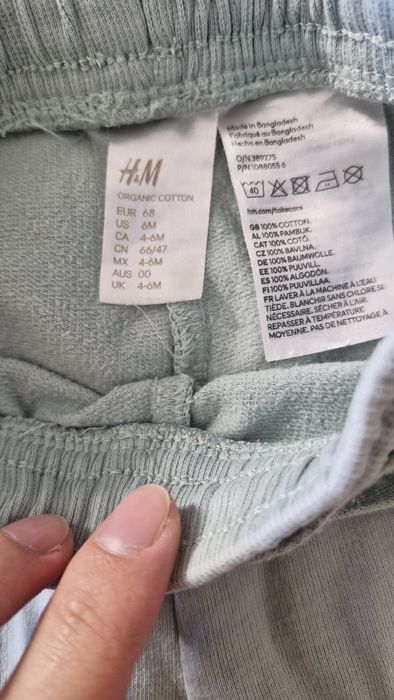 H&M
ORGANIC COTTON
EUR 68
US 6M
CA 4-6M
CN 66/47
MX 4-6M
AUS 00
UK 4-6M
Made in Bangladesh
Fabriqué au Bangladesh
Hecho en Bangladesh
O/N 389275
P/N 1088055 6
40
hm.com/takecare
GB 100% COTTON.
AL 100% PAMBUK.
CAT 100% COTÓ.
CZ 100% BAVLNA.
DE 100% BAUMWOLLE.
EE 100% PUUVILL.
ES 100% ALGODÓN.
FI 100% PUUVILLAA.
FR LAVER À LA MACHINE À L'EAU
TIÈDE. BLANCHIR SANS CHLORE SI
NÉCESSAIRE. SÉCHER À L'AIR.
REPASSER À TEMPÉRATURE
MOYENNE. PAS DE NETTOYAGE À